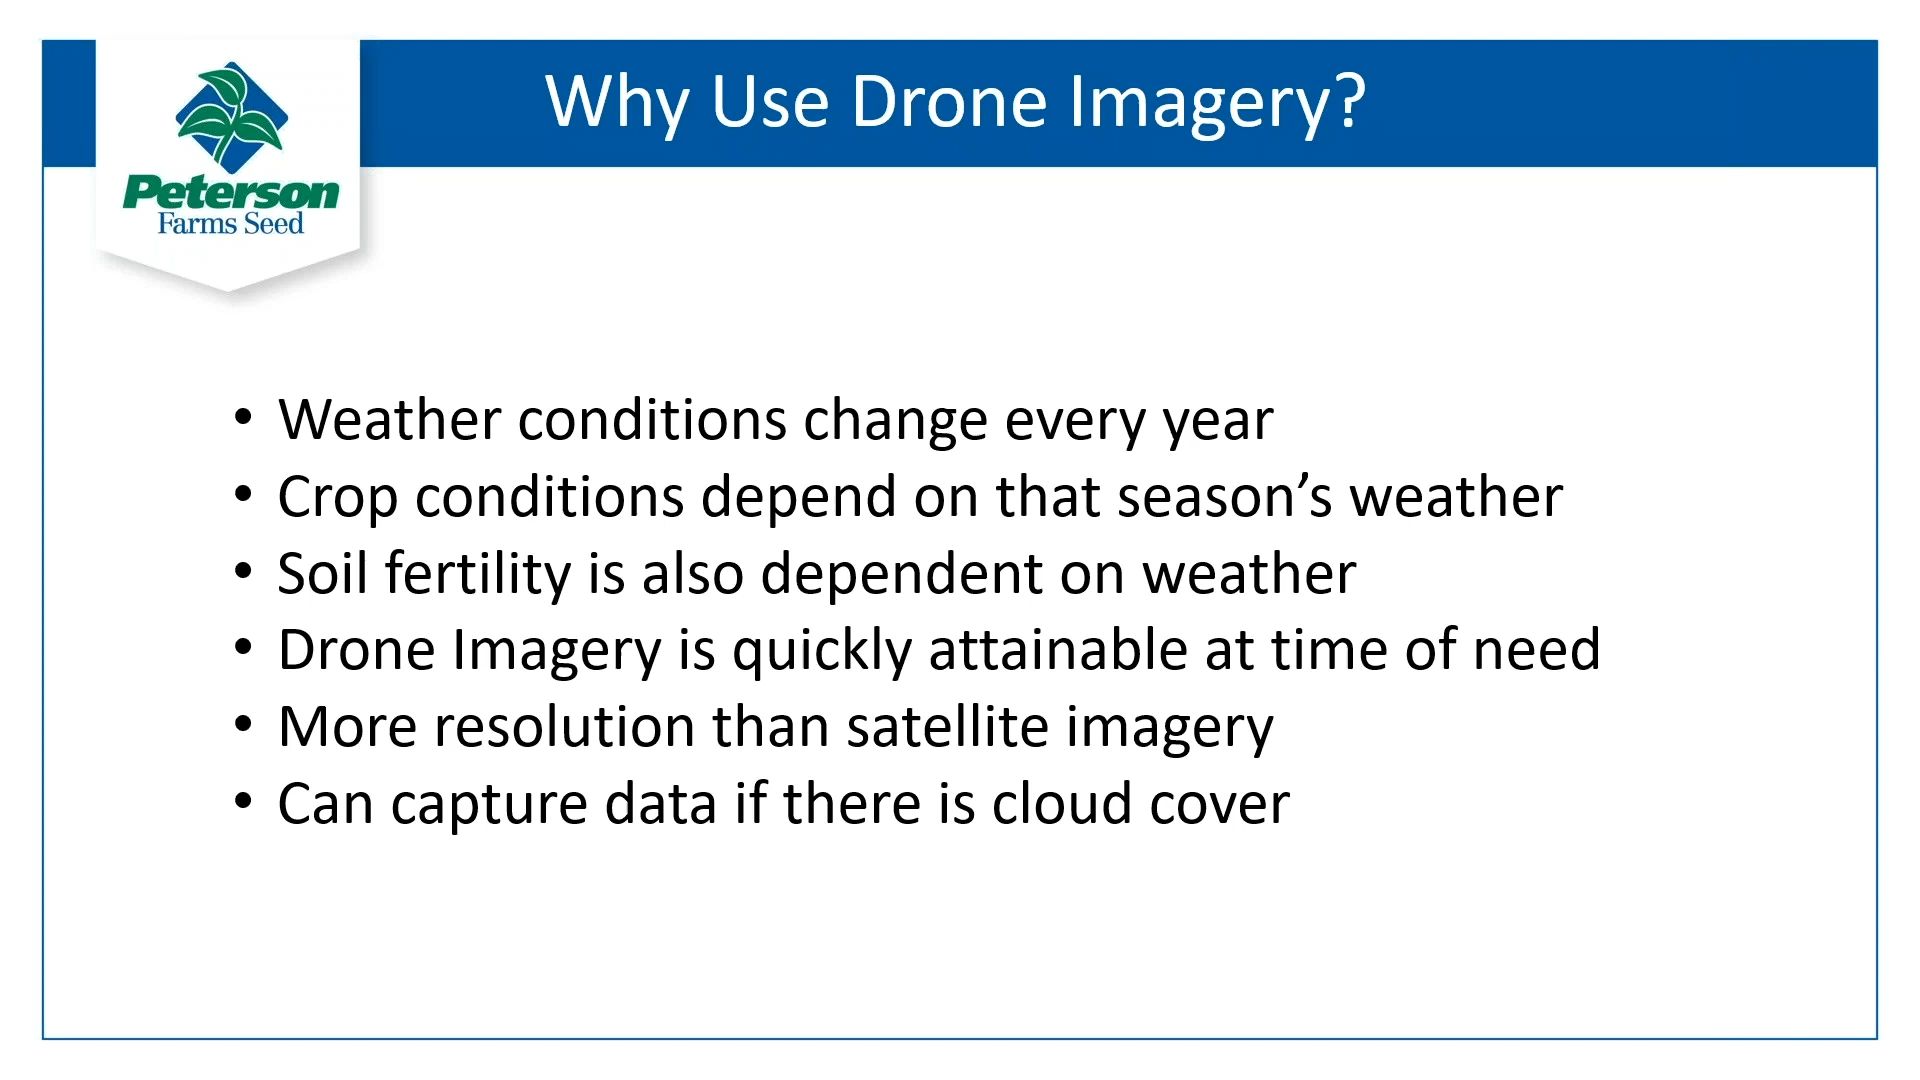 Why Use Drone Imagery?
Peterson
Farms Seed
• Weather conditions change every year
• Crop conditions depend on that season’s weather
• Soil fertility is also dependent on weather
• Drone Imagery is quickly attainable at time of need
• More resolution than satellite imagery
• Can capture data if there is cloud cover